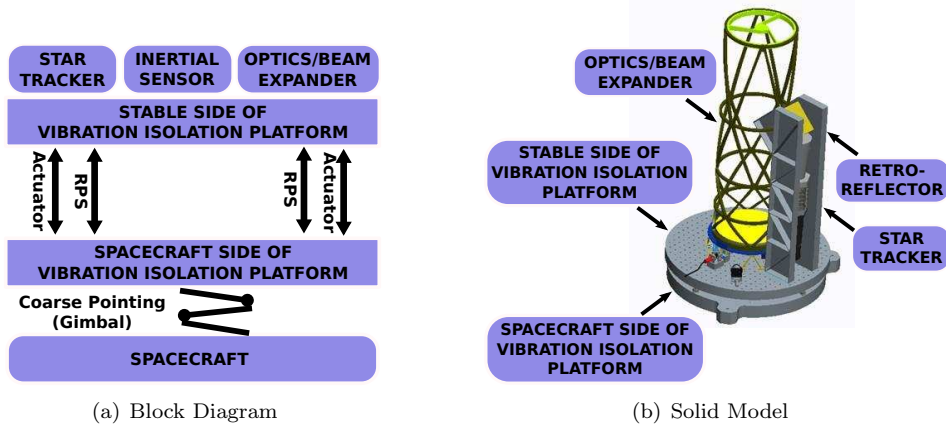 STAR
TRACKER
INERTIAL
SENSOR
OPTICS/BEAM
EXPANDER
STABLE SIDE OF
VIBRATION ISOLATION PLATFORM
Actuator
RPS
RPS
Actuator
SPACECRAFT SIDE OF
VIBRATION ISOLATION PLATFORM
Coarse Pointing
(Gimbal)
SPACECRAFT
(a) Block Diagram
OPTICS/BEAM
EXPANDER
STABLE SIDE OF
VIBRATION ISOLATION
PLATFORM
RETRO-
REFLECTOR
STAR
TRACKER
SPACECRAFT SIDE OF
VIBRATION ISOLATION
PLATFORM
(b) Solid Model